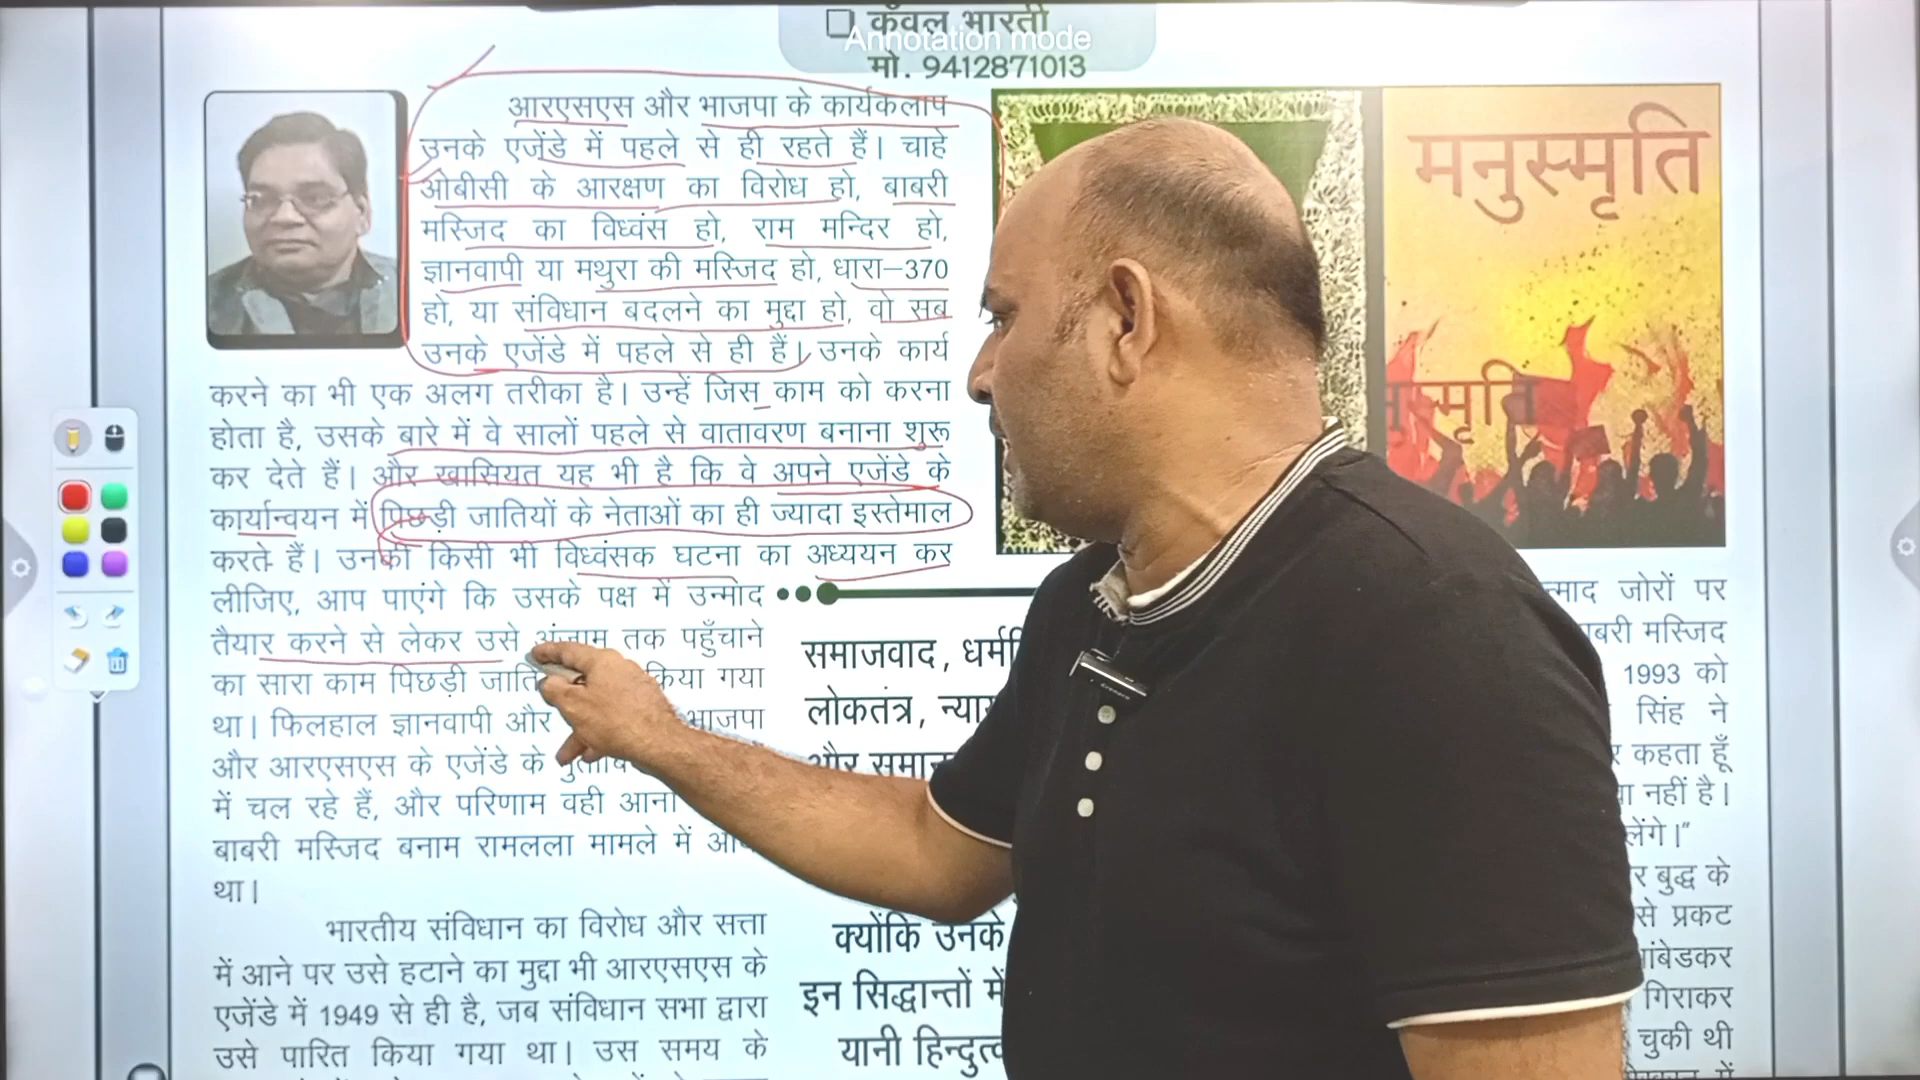 ❑ कँवल भारती
Annotation mode
मो. 9412871013
आरएसएस और भाजपा के कार्यकलाप
उनके एजेंडे में पहले से ही रहते हैं। चाहे
ओबीसी के आरक्षण का विरोध हो, बाबरी
मस्जिद का विध्वंस हो, राम मन्दिर हो,
ज्ञानवापी या मथुरा की मस्जिद हो, धारा–370
हो, या संविधान बदलने का मुद्दा हो, वो सब
उनके एजेंडे में पहले से ही हैं। उनके कार्य
करने का भी एक अलग तरीका है। उन्हें जिस काम को करना
होता है, उसके बारे में वे सालों पहले से वातावरण बनाना शुरू
कर देते हैं। और खासियत यह भी है कि वे अपने एजेंडे के
कार्यान्वयन में पिछड़ी जातियों के नेताओं का ही ज्यादा इस्तेमाल
करते हैं। उनकी किसी भी विध्वंसक घटना का अध्ययन कर
लीजिए, आप पाएंगे कि उसके पक्ष में उन्माद
तैयार करने से लेकर उसे अंजाम तक पहुँचाने
का सारा काम पिछड़ी किया गया
था। फिलहाल ज्ञानवापी और भाजपा
और आरएसएस के एजेंडे के
में चल रहे हैं, और परिणाम वही आना
बाबरी मस्जिद बनाम रामलला मामले में
था।
भारतीय संविधान का विरोध और सत्ता
में आने पर उसे हटाने का मुद्दा भी आरएसएस के
एजेंडे में 1949 से ही है, जब संविधान सभा द्वारा
उसे पारित किया गया था। उस समय के
मनुस्मृति
समाजवाद,
लोकतंत्र,
और
क्योंकि उनके
इन सिद्धान्तों में
यानी
जोरों पर
मस्जिद
1993 को
सिंह ने
कहता हूँ
नहीं है।
लेंगे।”
बुद्ध के
से प्रकट
गिराकर
चुकी थी